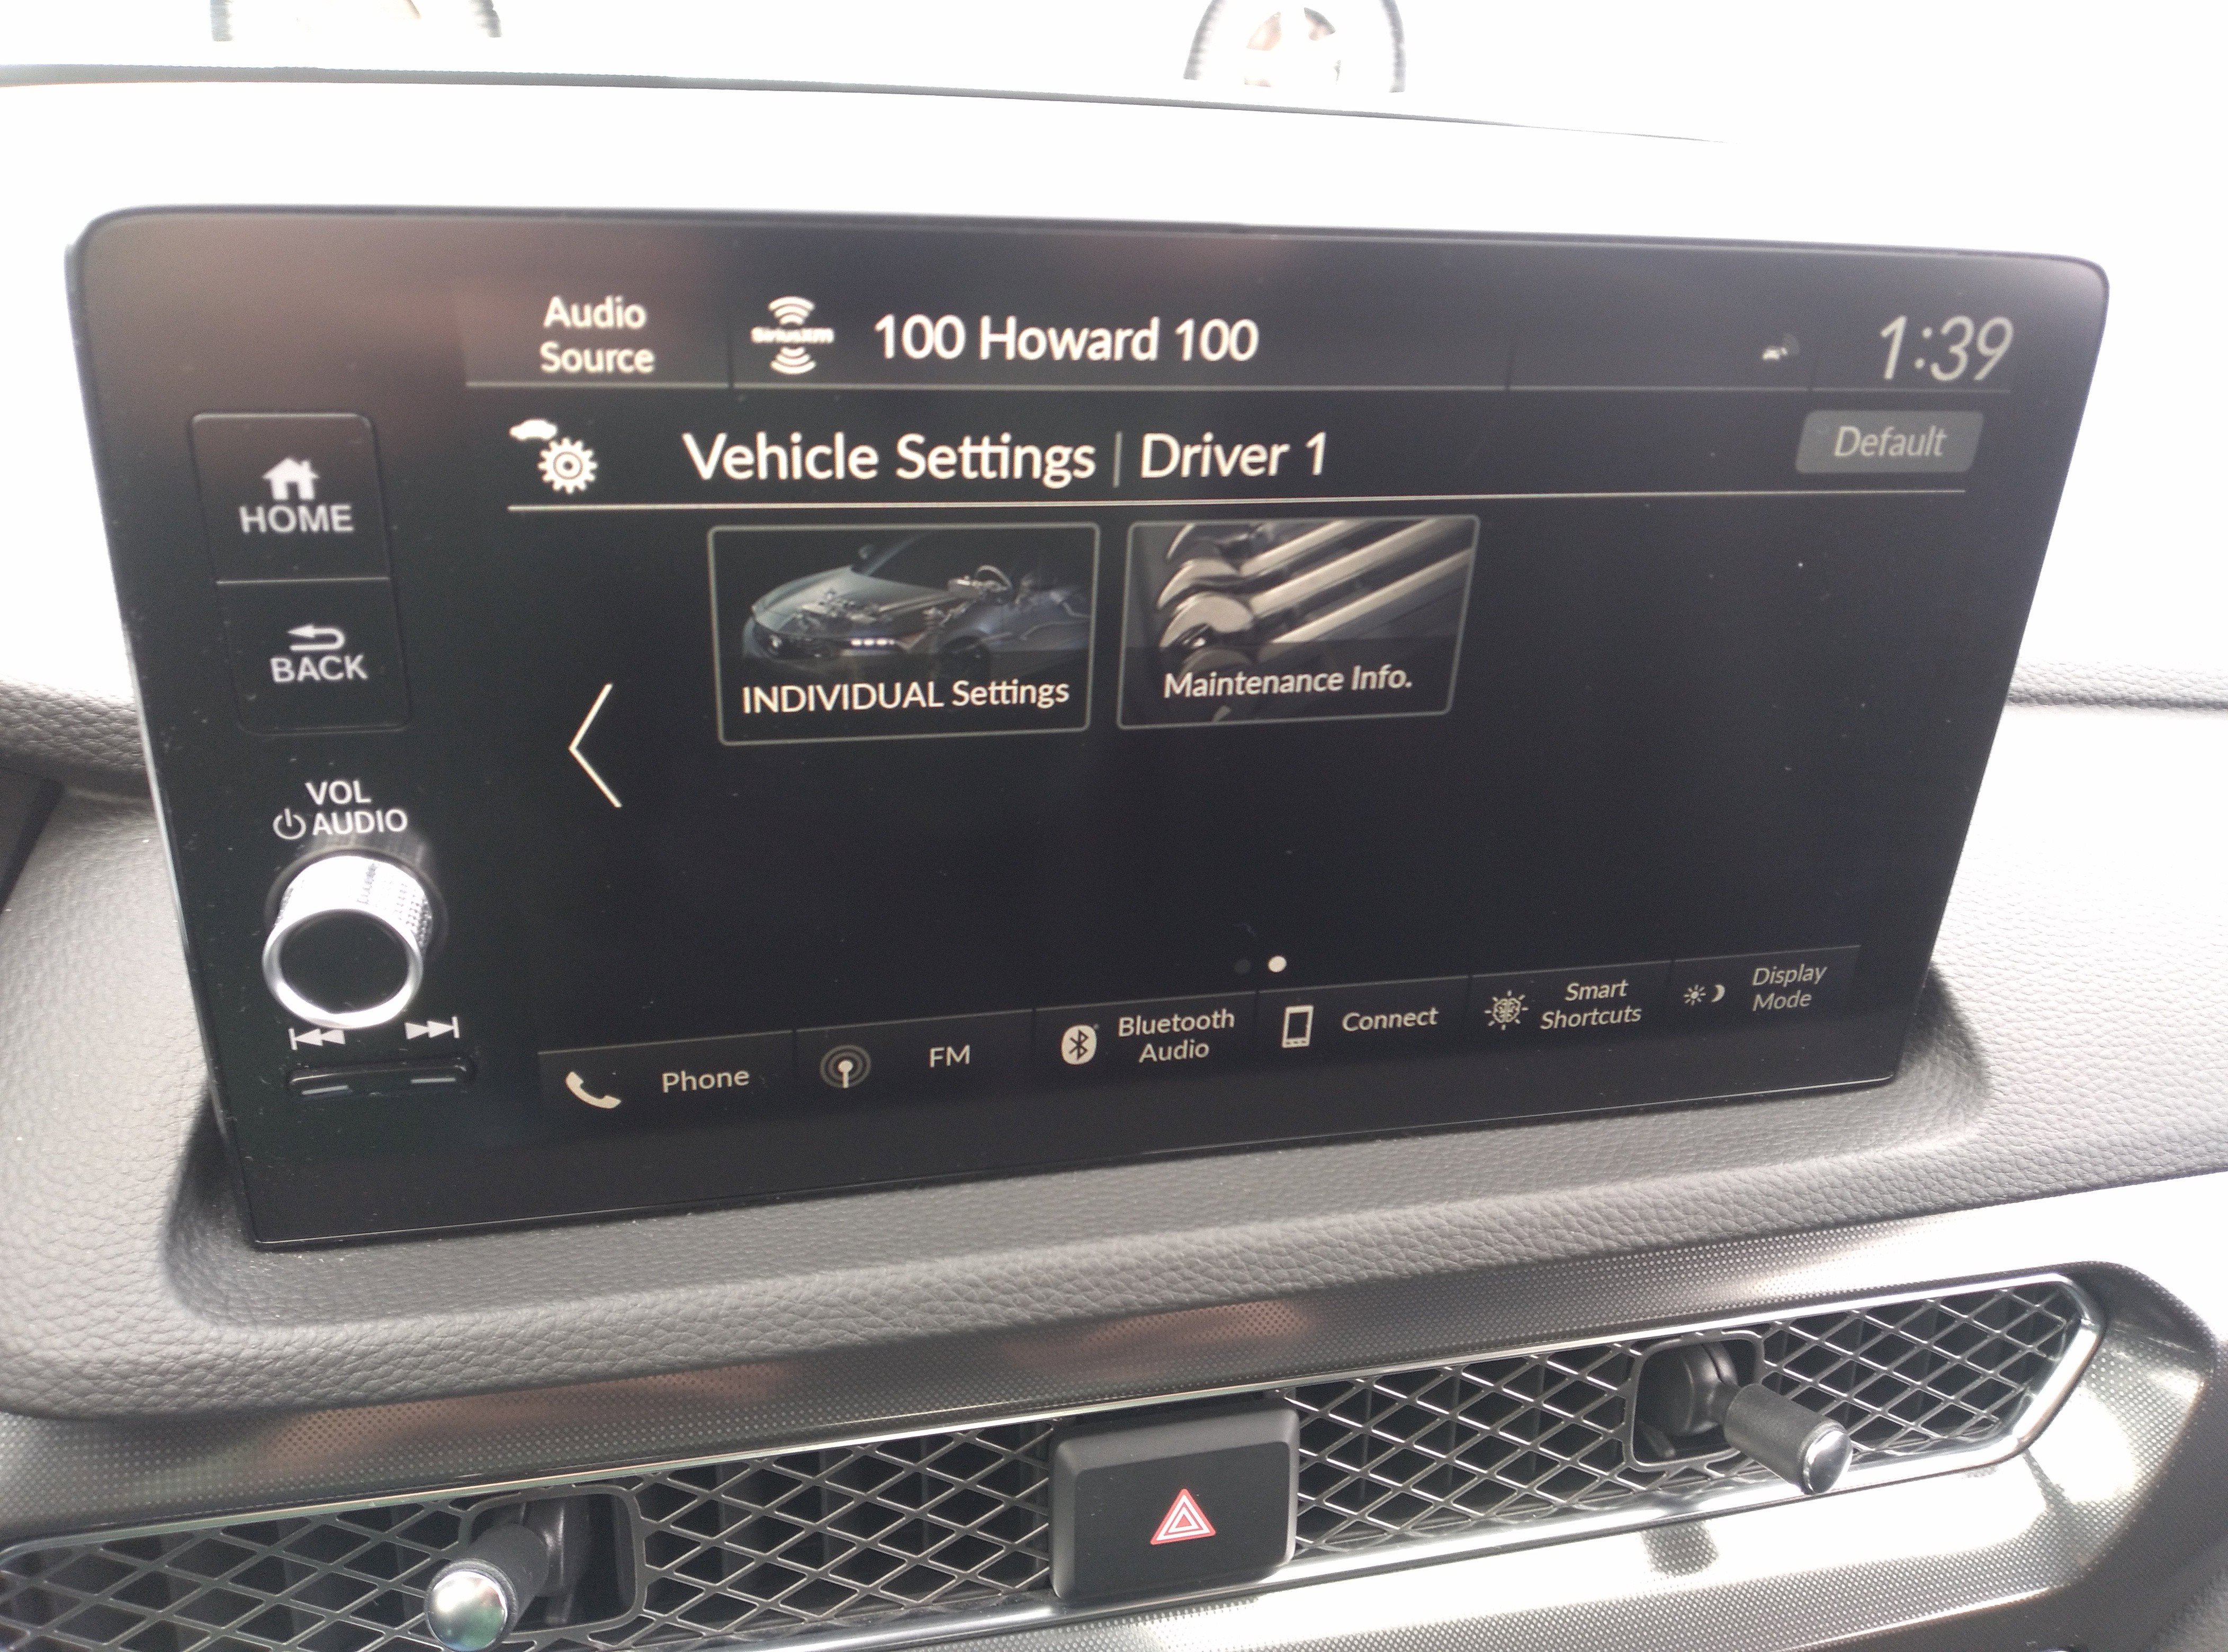 Audio
Source
SiriusXM
100 Howard 100
1:39
HOME
Vehicle Settings | Driver 1
Default
BACK
INDIVIDUAL Settings
Maintenance Info.
VOL
AUDIO
Phone
FM
Bluetooth
Audio
Connect
Smart
Shortcuts
Display
Mode